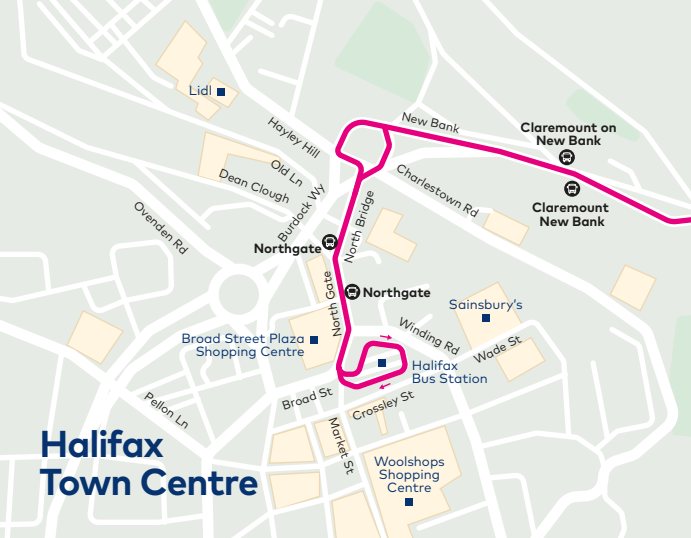 Lidl
Hayley Hill
New Bank
Claremount on
New Bank
Old Ln
Dean Clough
Charlestown Rd
Burdock Wy
Claremount
New Bank
Ovenden Rd
North Bridge
Northgate
Northgate
North Gate
Sainsbury's
Broad Street Plaza
Shopping Centre
Winding Rd
Wade St
Halifax
Bus Station
Broad St
Crossley St
Pellon Ln
Market St
Halifax
Town Centre
Woolshops
Shopping
Centre